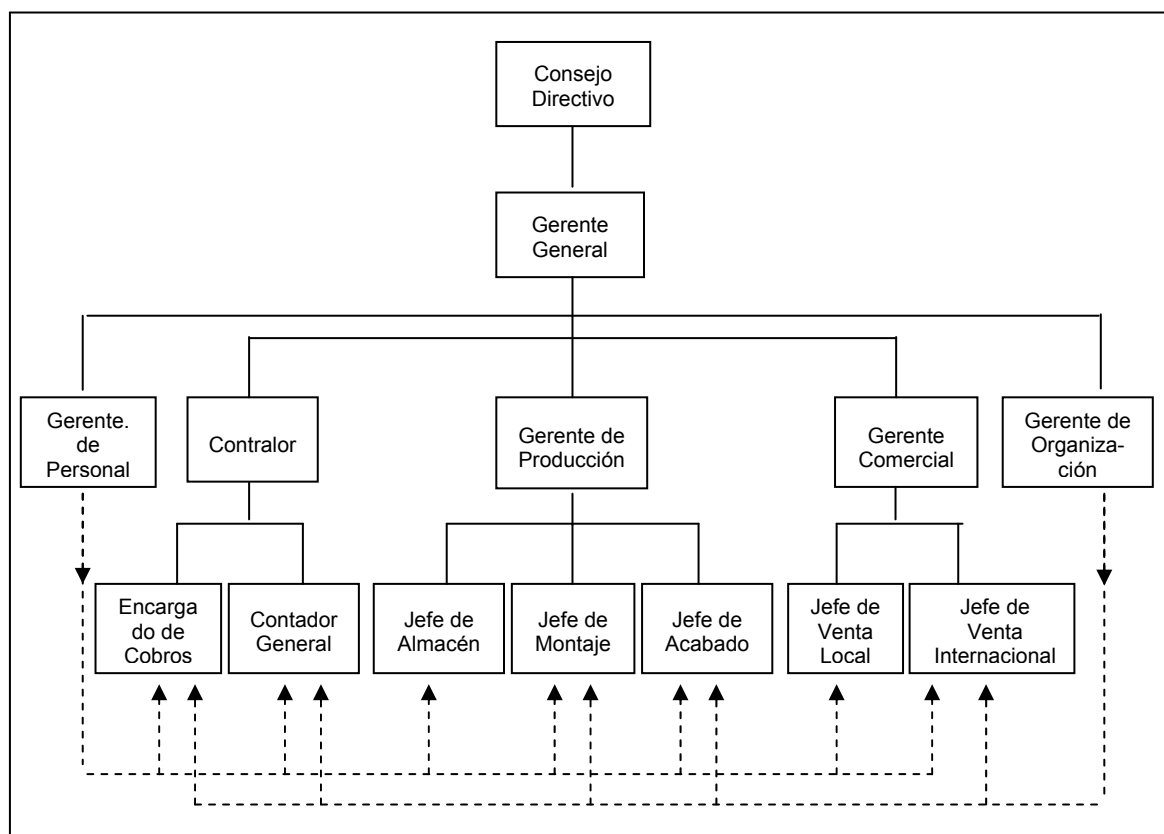 Consejo
Directivo
Gerente
General
Gerente.
de
Personal
Contralor
Gerente de
Producción
Gerente
Comercial
Gerente de
Organiza-
ción
Encarga
do de
Cobros
Contador
General
Jefe de
Almacén
Jefe de
Montaje
Jefe de
Acabado
Jefe de
Venta
Local
Jefe de
Venta
Internacional